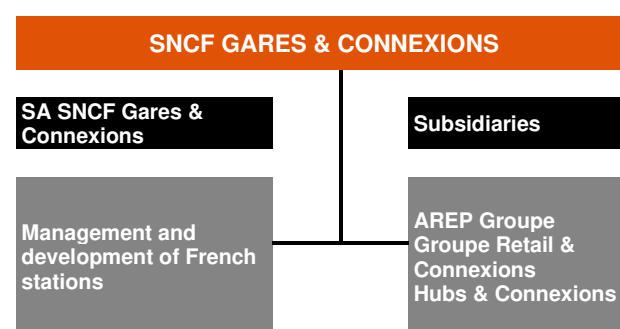 SNCF GARES & CONNEXIONS
SA SNCF Gares &
Connexions
Subsidiaries
Management and
development of French
stations
AREP Groupe
Groupe Retail &
Connexions
Hubs & Connexions